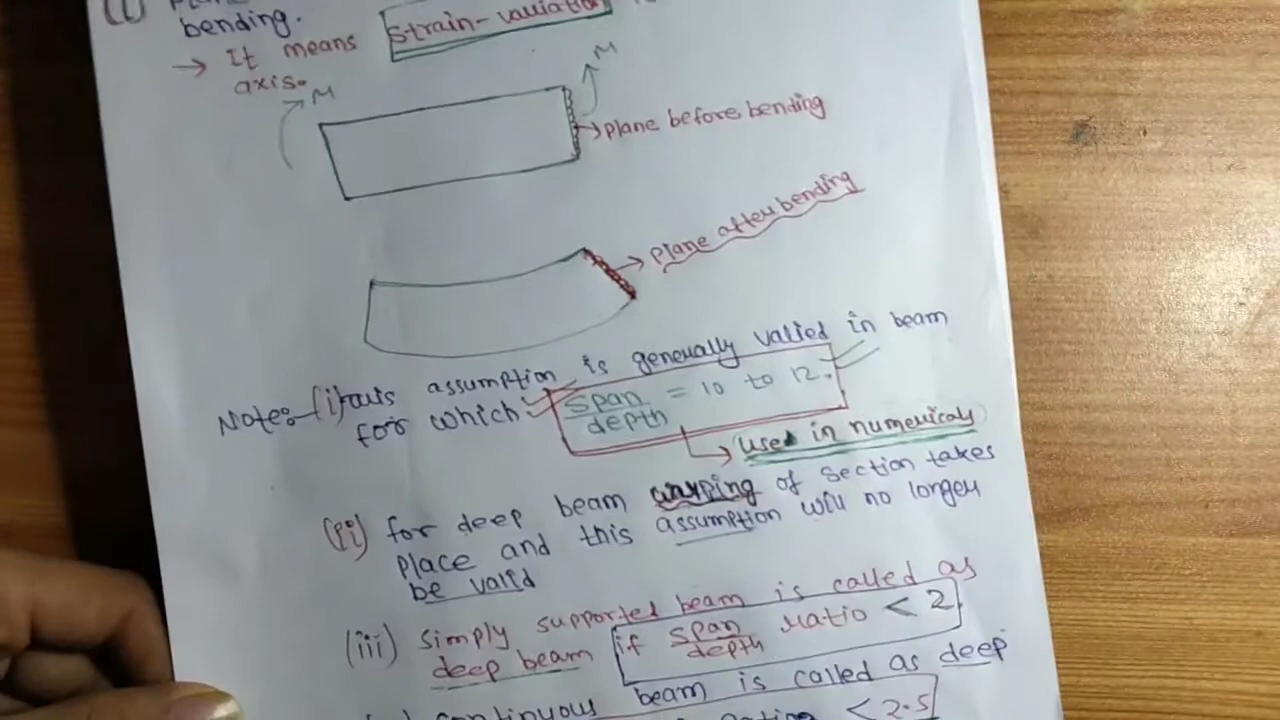 (i)
bending.
→ It means strain-variation
axis.
M
M
→ plane before bending
→ plane after bending
Note:- (i) this assumption is generally valied in beam
for which span/depth = 10 to 12.
→ Used in numericals
(ii) for deep beam warping of section takes
place and this assumption will no longer
be valid
(iii) simply supported beam is called as
deep beam if span/depth ratio < 2.
continuous beam is called as deep
< 2.5